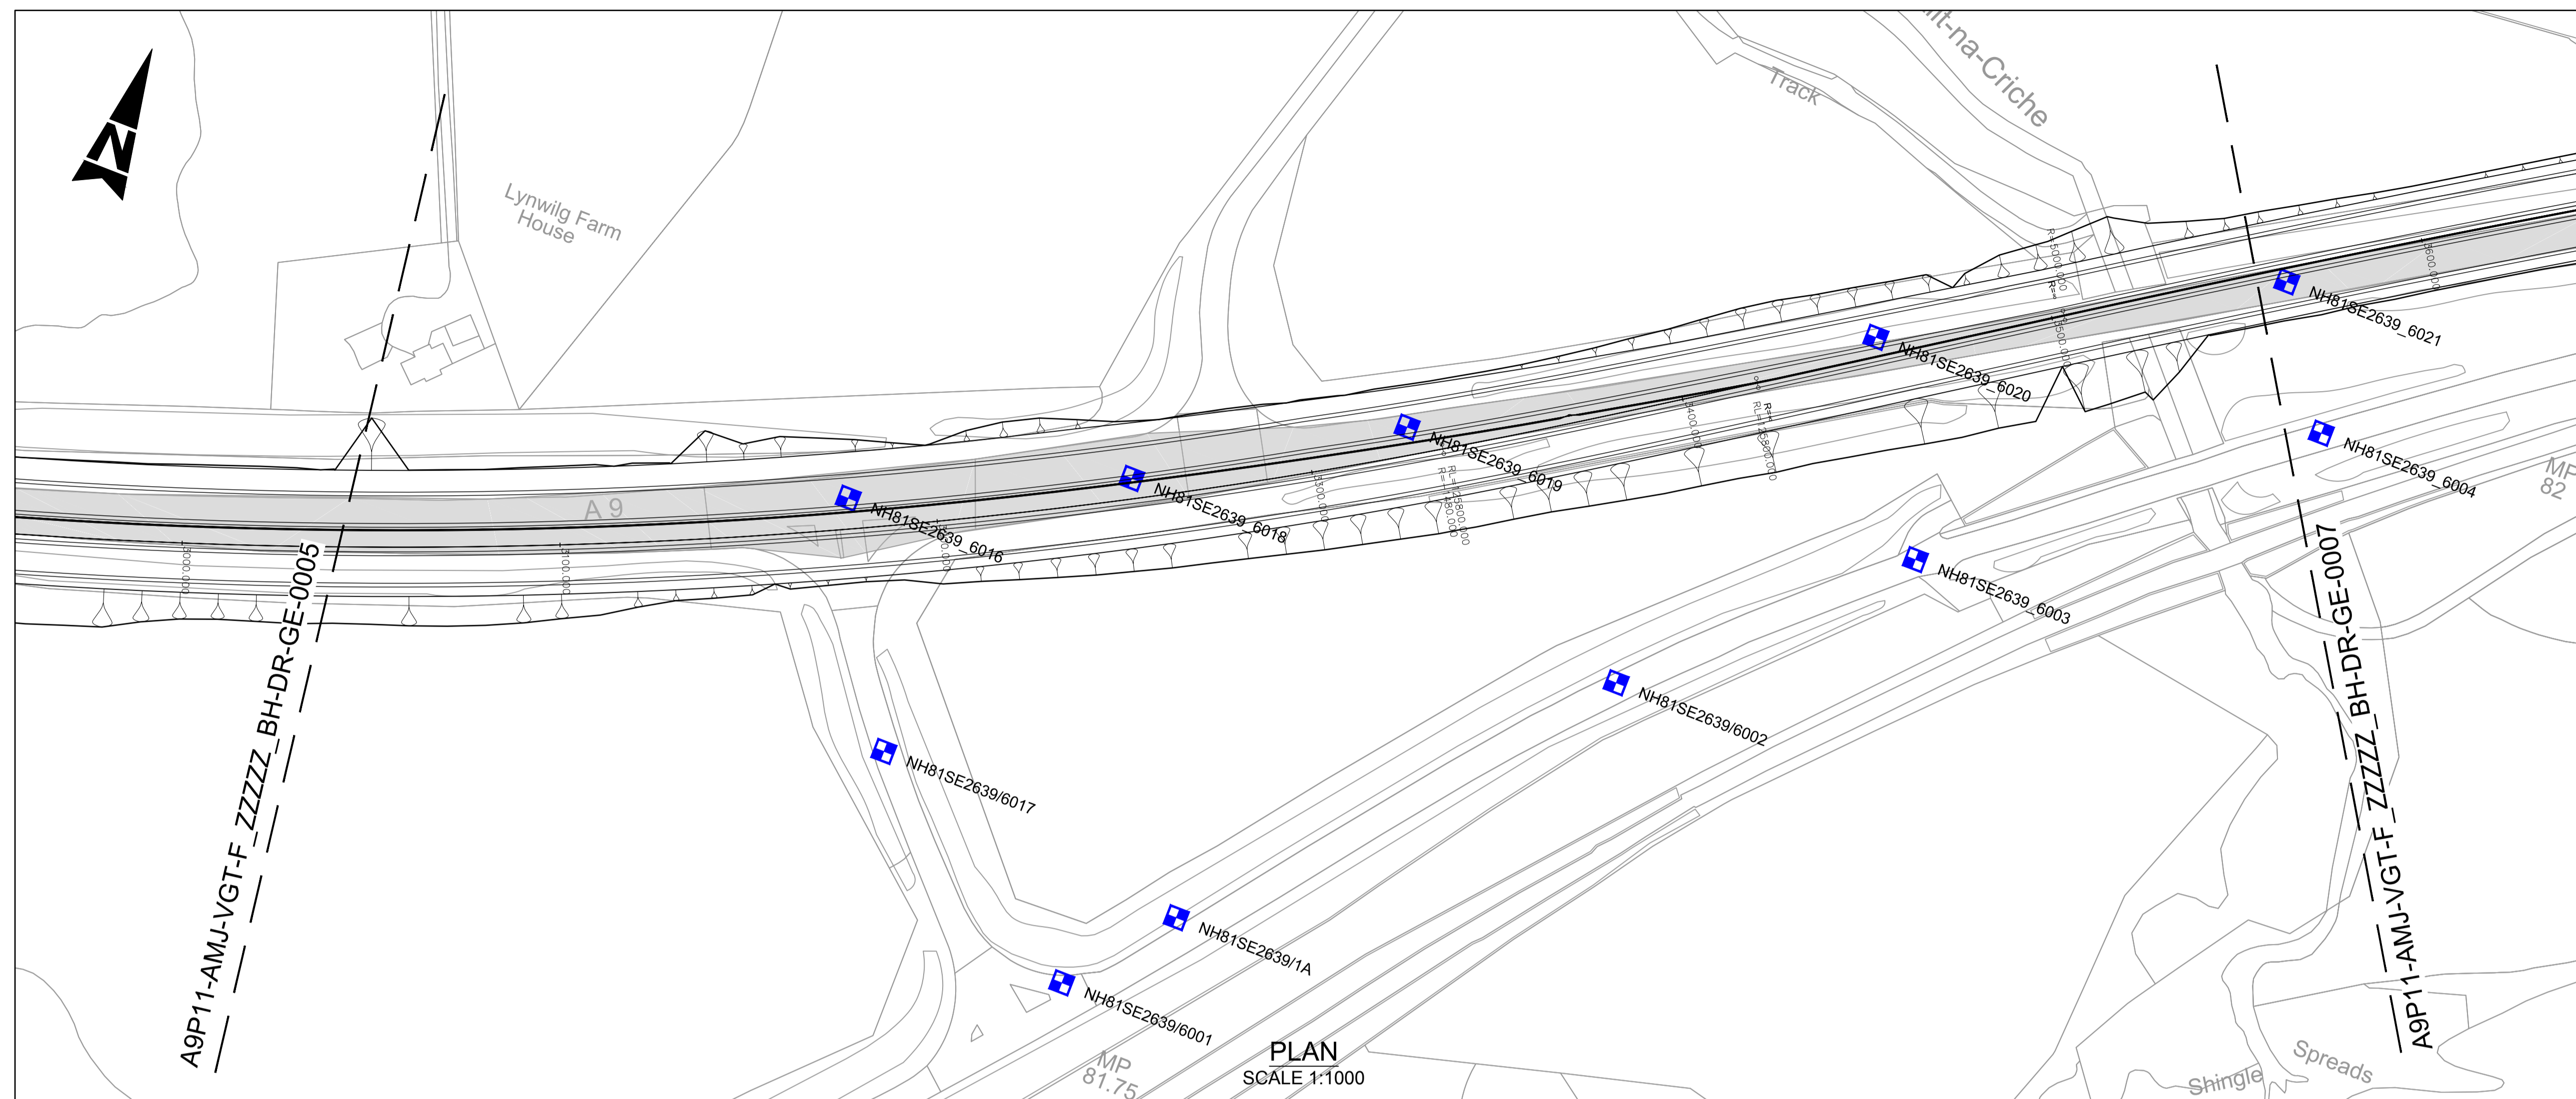 N
Lynwilg Farm
House
Track
A 9
NH81SE2639_6016
NH81SE2639_6018
NH81SE2639_6019
NH81SE2639_6020
NH81SE2639_6021
NH81SE2639_6004
NH81SE2639_6003
NH81SE2639/6002
NH81SE2639/6017
NH81SE2639/1A
NH81SE2639/6001
A9P11-AMJ-VGT-F_ZZZZZ_BH-DR-GE-0005
A9P11-AMJ-VGT-F_ZZZZZ_BH-DR-GE-0007
MP
82
MP
81.75
PLAN
SCALE 1:1000
Shingle
Spreads